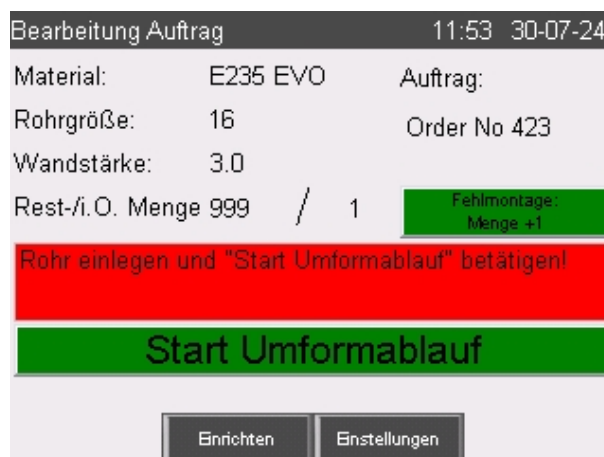 Bearbeitung Auftrag 11:53 30-07-24
Material: E235 EVO Auftrag:
Rohrgröße: 16 Order No 423
Wandstärke: 3.0
Rest-/i.O. Menge 999 / 1 Fehlmontage:
Menge +1
Rohr einlegen und "Start Umformablauf" betätigen!
Start Umformablauf
Einrichten Einstellungen